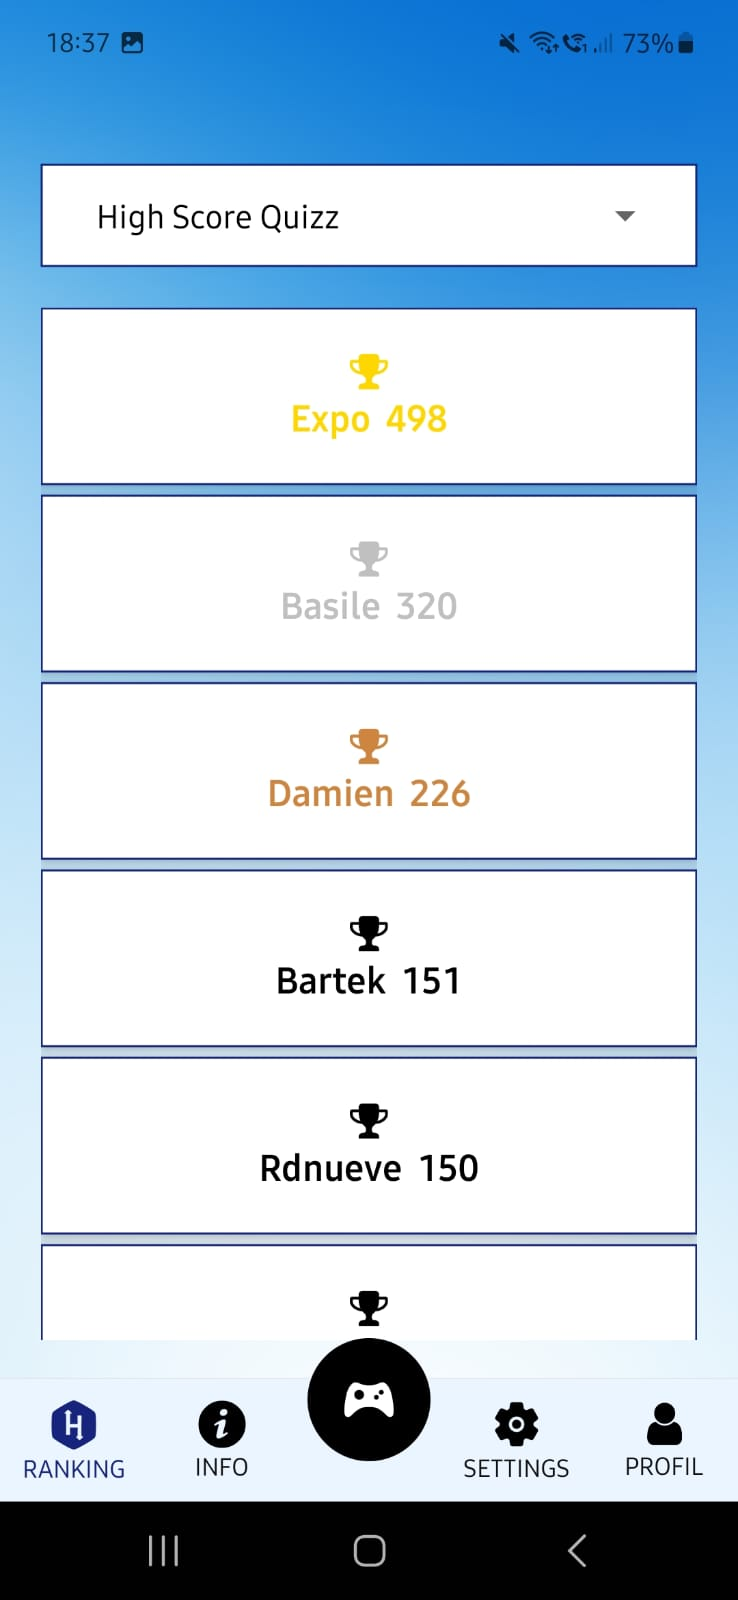 18:37 73%
High Score Quizz
Expo 498
Basile 320
Damien 226
Bartek 151
Rdnueve 150
RANKING INFO SETTINGS PROFIL